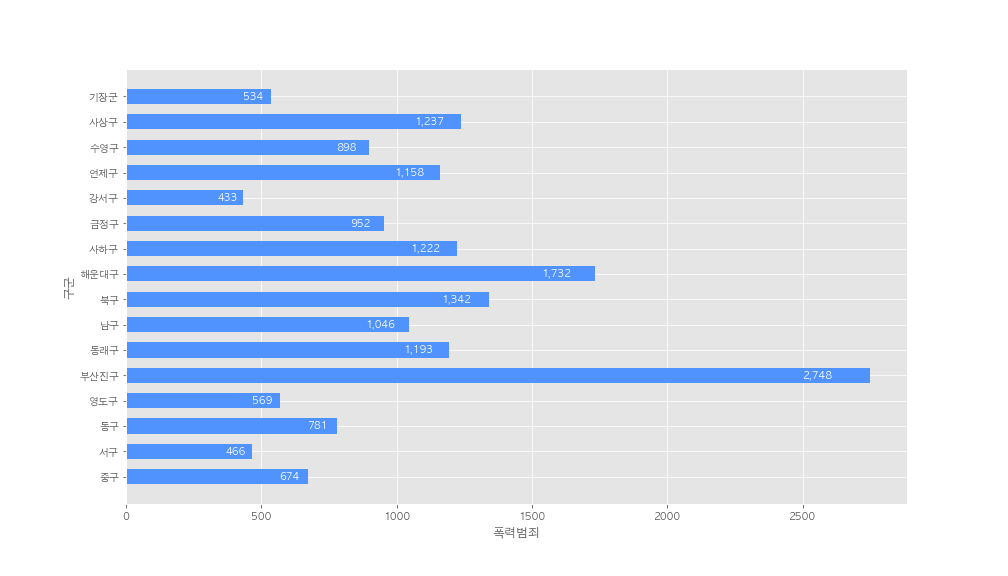 기장군 534
사상구 1,237
수영구 898
연제구 1,158
강서구 433
금정구 952
사하구 1,222
해운대구 1,732
구군
북구 1,342
남구 1,046
동래구 1,193
부산진구 2,748
영도구 569
동구 781
서구 466
중구 674
0 500 1000 1500 2000 2500
폭력범죄